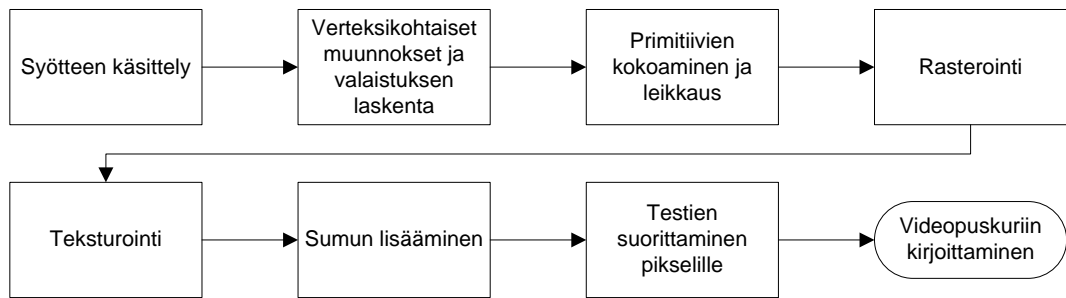 Syötteen käsittely
Verteksikohtaiset
muunnokset ja
valaistuksen
laskenta
Primitiivien
kokoaminen ja
leikkaus
Rasterointi
Teksturointi
Sumun lisääminen
Testien
suorittaminen
pikselille
Videopuskuriin
kirjoittaminen